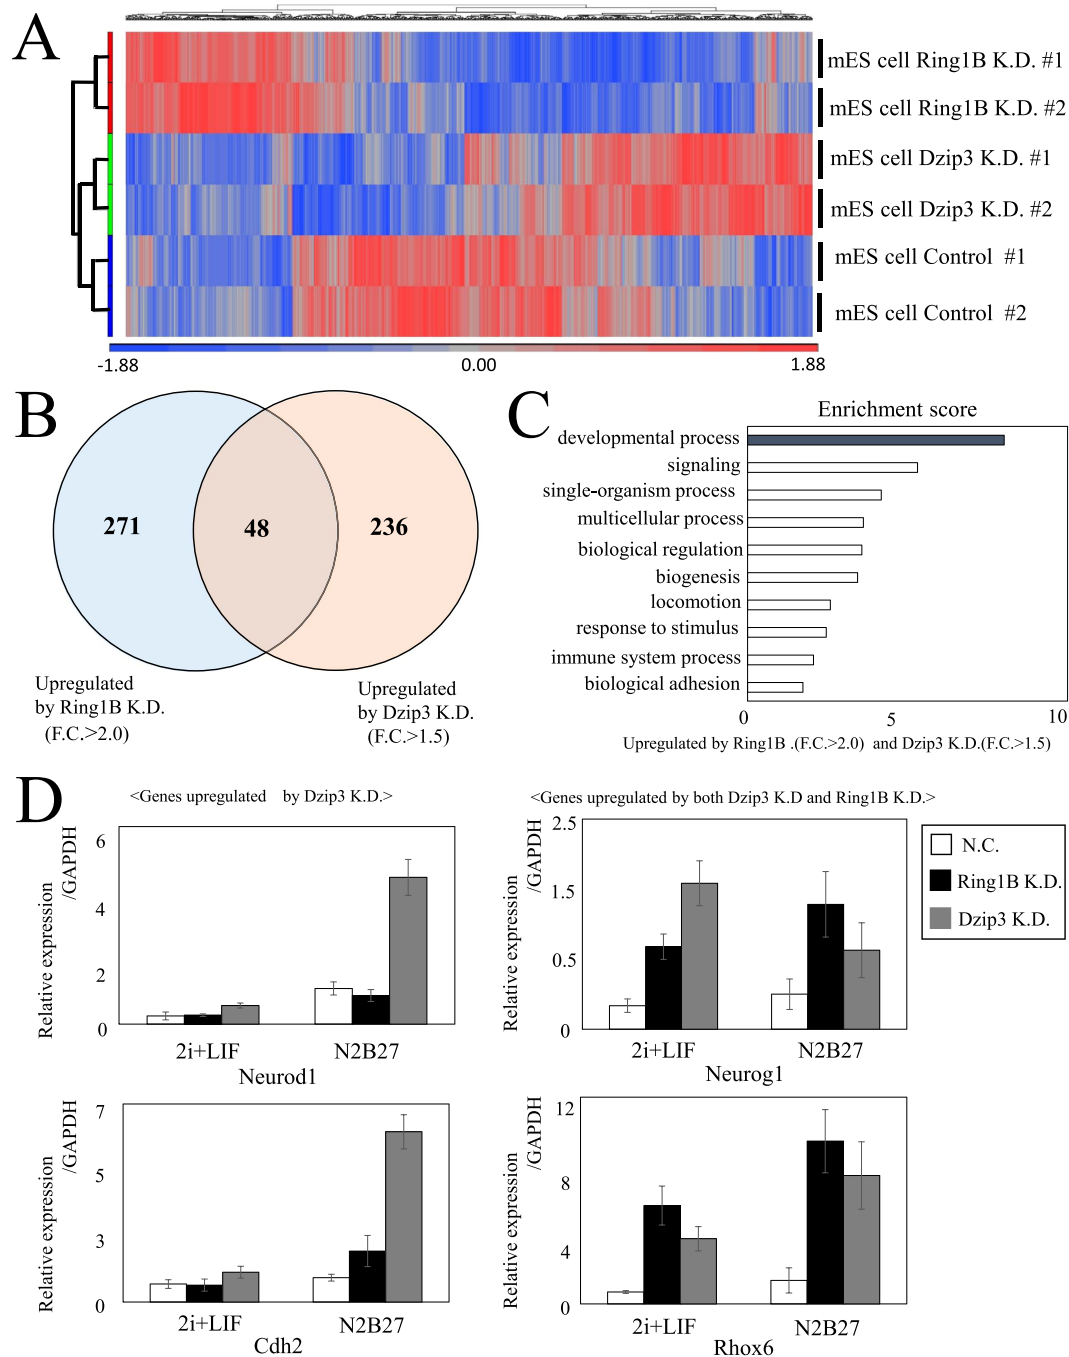 A
mES cell Ring1B K.D. #1
mES cell Ring1B K.D. #2
mES cell Dzip3 K.D. #1
mES cell Dzip3 K.D. #2
mES cell Control #1
mES cell Control #2
-1.88 0.00 1.88
B
271 48 236
Upregulated
by Ring1B K.D.
(F.C.>2.0)
Upregulated
by Dzip3 K.D.
(F.C.>1.5)
C
Enrichment score
developmental process
signaling
single-organism process
multicellular process
biological regulation
biogenesis
locomotion
response to stimulus
immune system process
biological adhesion
0 5 10
Upregulated by Ring1B .(F.C.>2.0) and Dzip3 K.D.(F.C.>1.5)
D
<Genes upregulated by Dzip3 K.D.>
Relative expression
/GAPDH
6
4
2
0
2i+LIF N2B27
Neurod1
<Genes upregulated by both Dzip3 K.D and Ring1B K.D.>
Relative expression
/GAPDH
2.5
1.5
0.5
0
2i+LIF N2B27
Neurog1
N.C.
Ring1B K.D.
Dzip3 K.D.
Relative expression
/GAPDH
7
5
3
0
2i+LIF N2B27
Cdh2
Relative expression
/GAPDH
12
8
4
0
2i+LIF N2B27
Rhox6